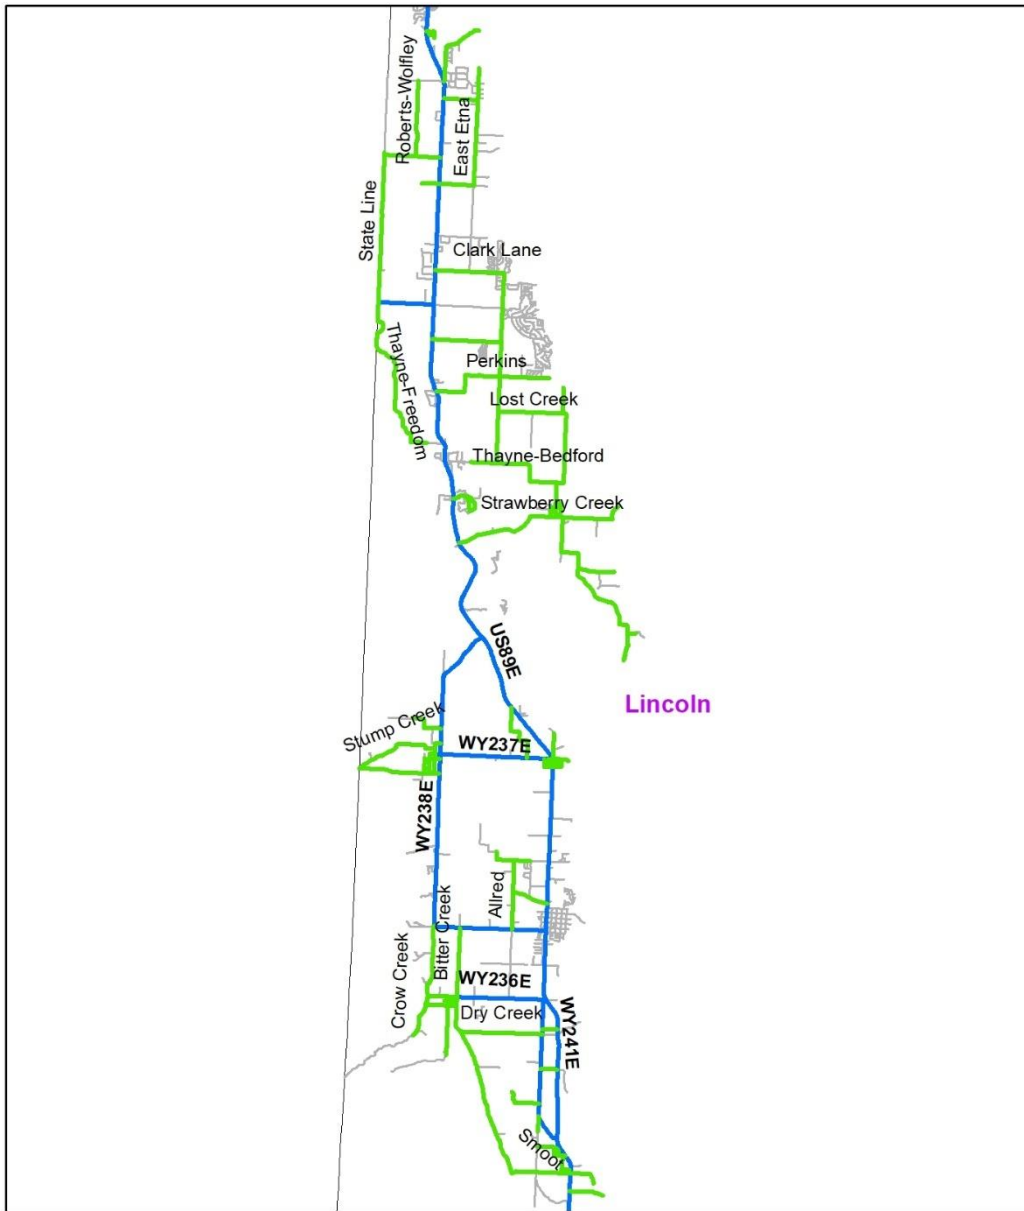 Roberts-Wolfley
East Etna
State Line
Clark Lane
Thayne-Freedom
Perkins
Lost Creek
Thayne-Bedford
Strawberry Creek
US89E
Lincoln
Stump Creek
WY237E
WY238E
Allred
Bitter Creek
Crow Creek
WY236E
Dry Creek
WY241E
Smoot